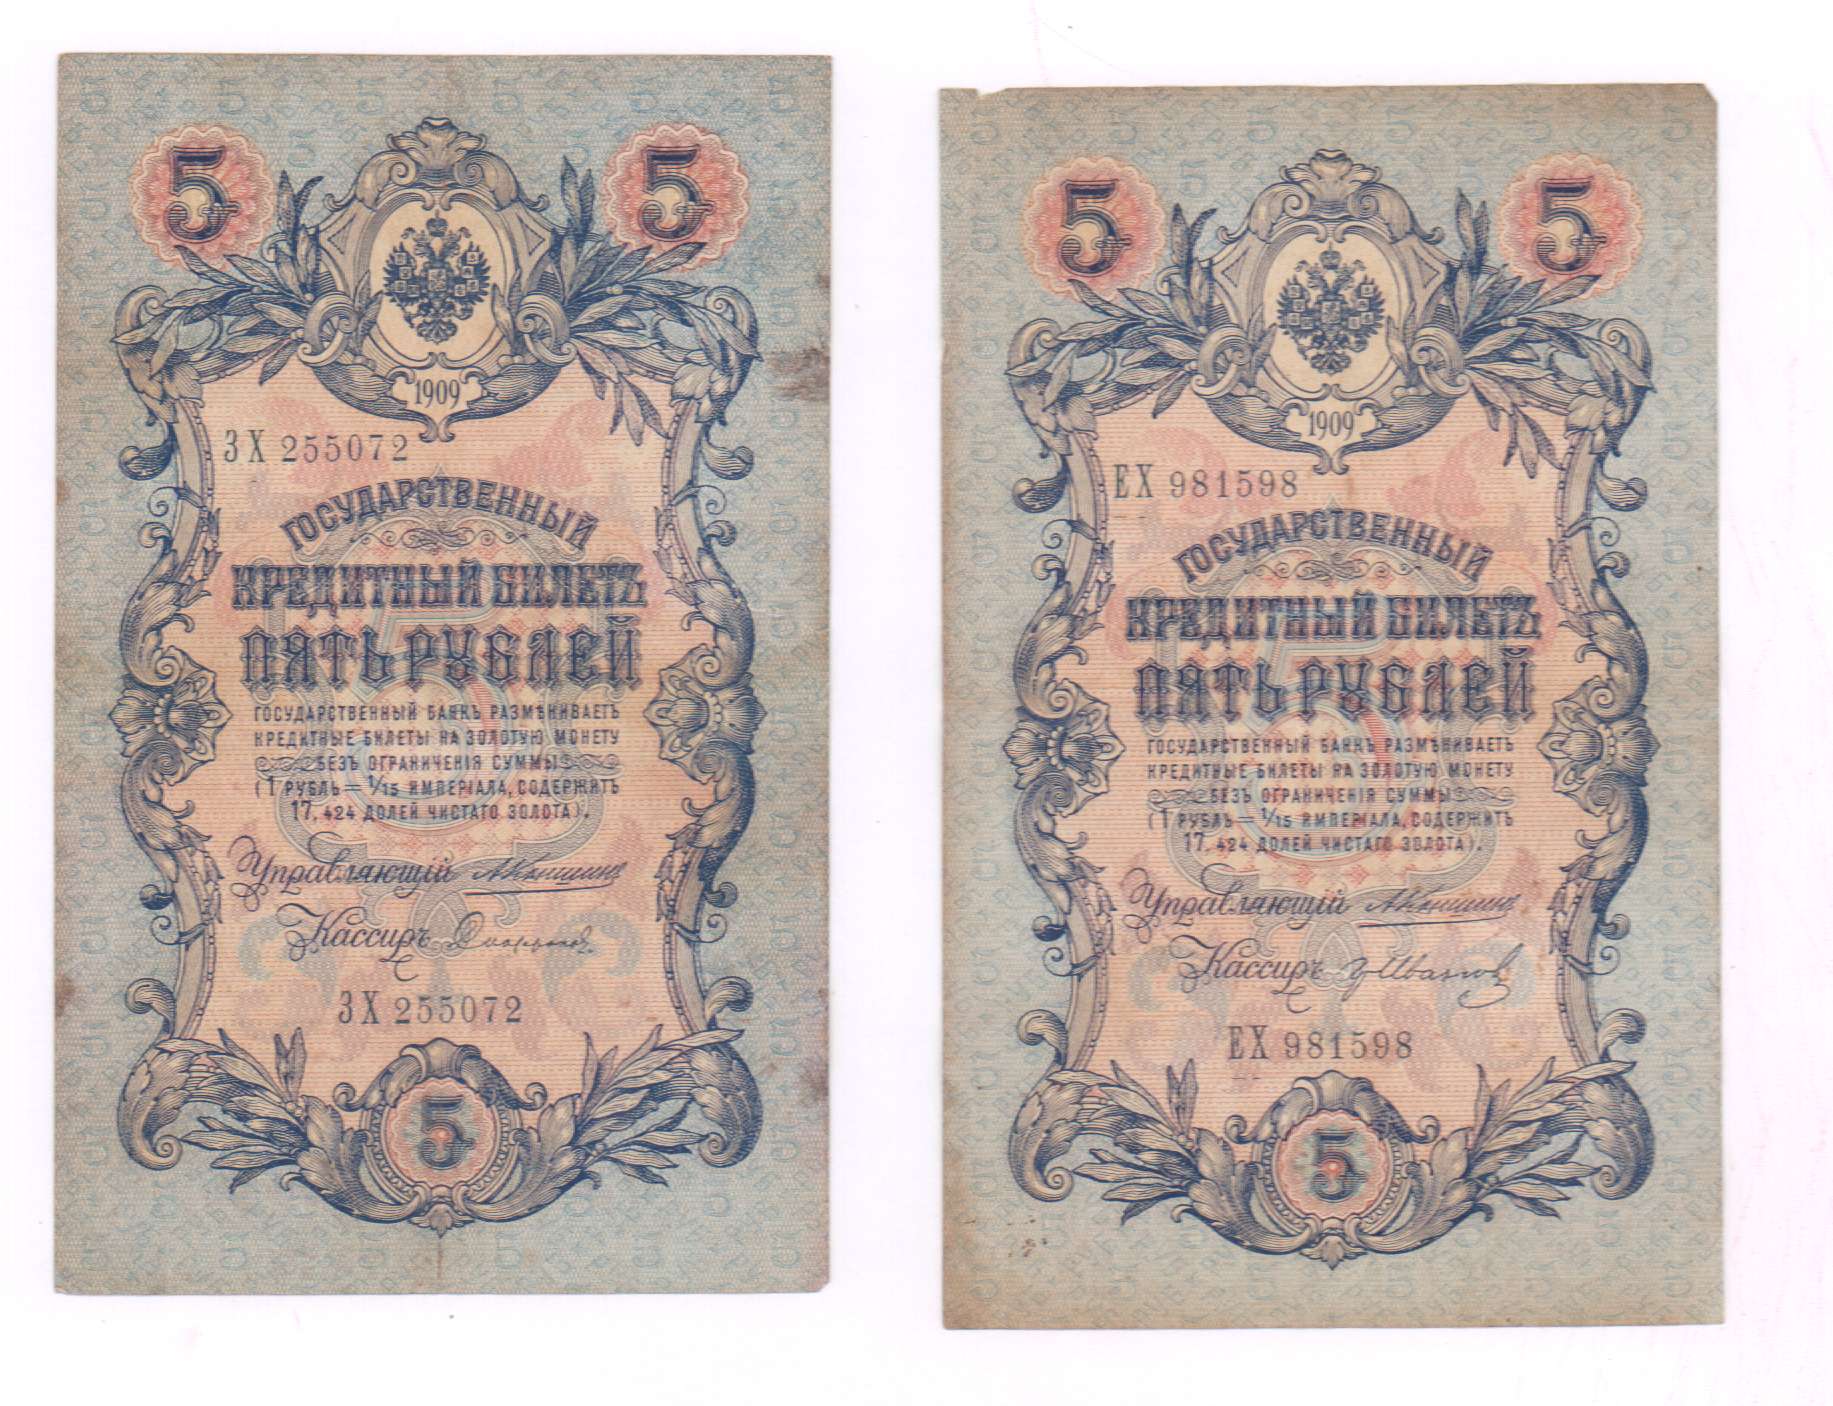 5 5
1909
ЗХ 255072
ГОСУДАРСТВЕННЫЙ
КРЕДИТНЫЙ БИЛЕТЪ
ПЯТЬ РУБЛЕЙ
ГОСУДАРСТВЕННЫЙ БАНКЪ РАЗМѢНИВАЕТЪ
КРЕДИТНЫЕ БИЛЕТЫ НА ЗОЛОТУЮ МОНЕТУ
БЕЗЪ ОГРАНИЧЕНІЯ СУММЫ
(1 РУБЛЬ = 1/15 ИМПЕРІАЛА, СОДЕРЖИТЪ
17,424 ДОЛЕЙ ЧИСТАГО ЗОЛОТА).
Управляющій АКоншинъ
Кассиръ
ЗХ 255072
5
5 5
1909
ЕХ 981598
ГОСУДАРСТВЕННЫЙ
КРЕДИТНЫЙ БИЛЕТЪ
ПЯТЬ РУБЛЕЙ
ГОСУДАРСТВЕННЫЙ БАНКЪ РАЗМѢНИВАЕТЪ
КРЕДИТНЫЕ БИЛЕТЫ НА ЗОЛОТУЮ МОНЕТУ
БЕЗЪ ОГРАНИЧЕНІЯ СУММЫ
(1 РУБЛЬ = 1/15 ИМПЕРІАЛА, СОДЕРЖИТЪ
17,424 ДОЛЕЙ ЧИСТАГО ЗОЛОТА).
Управляющій АКоншинъ
Кассиръ ГИвановъ
ЕХ 981598
5